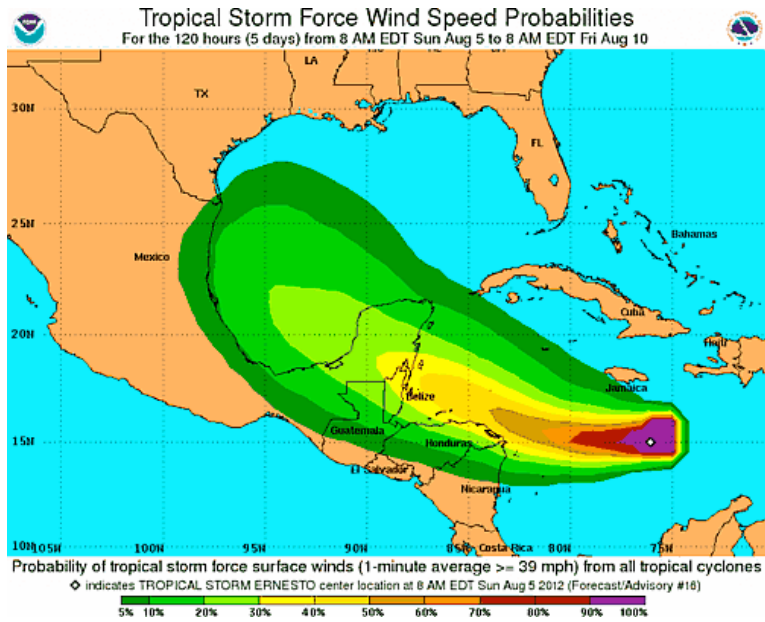 Tropical Storm Force Wind Speed Probabilities
For the 120 hours (5 days) from 8 AM EDT Sun Aug 5 to 8 AM EDT Fri Aug 10
NOAA
LA
TX
30N
FL
25N
Bahamas
Mexico
Cuba
20N
Haiti
Jamaica
Belize
Guatemala
15N
Honduras
El Salvador
Nicaragua
10N
105W
100W
95W
90W
85W
Costa Rica
80W
75W
Probability of tropical storm force surface winds (1-minute average >= 39 mph) from all tropical cyclones
indicates TROPICAL STORM ERNESTO center location at 8 AM EDT Sun Aug 5 2012 (Forecast/Advisory #16)
5% 10% 20% 30% 40% 50% 60% 70% 80% 90% 100%